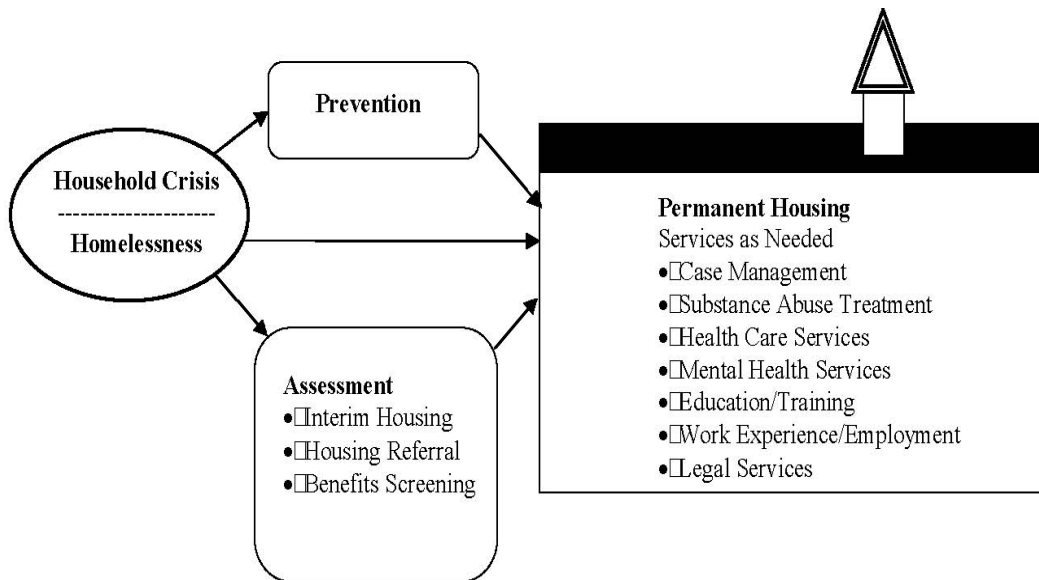 Prevention
Household Crisis
----------------------
Homelessness
Assessment
•□Interim Housing
•□Housing Referral
•□Benefits Screening
Permanent Housing
Services as Needed
•□Case Management
•□Substance Abuse Treatment
•□Health Care Services
•□Mental Health Services
•□Education/Training
•□Work Experience/Employment
•□Legal Services